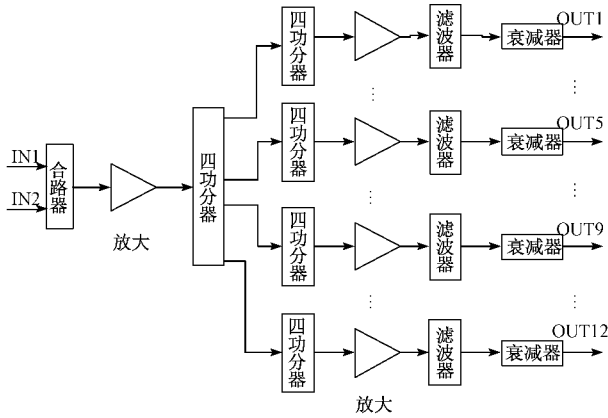 四功分器
滤波器
衰减器
OUT1
四功分器
滤波器
衰减器
OUT5
IN1
IN2
合路器
放大
四功分器
四功分器
滤波器
衰减器
OUT9
四功分器
滤波器
衰减器
OUT12
放大